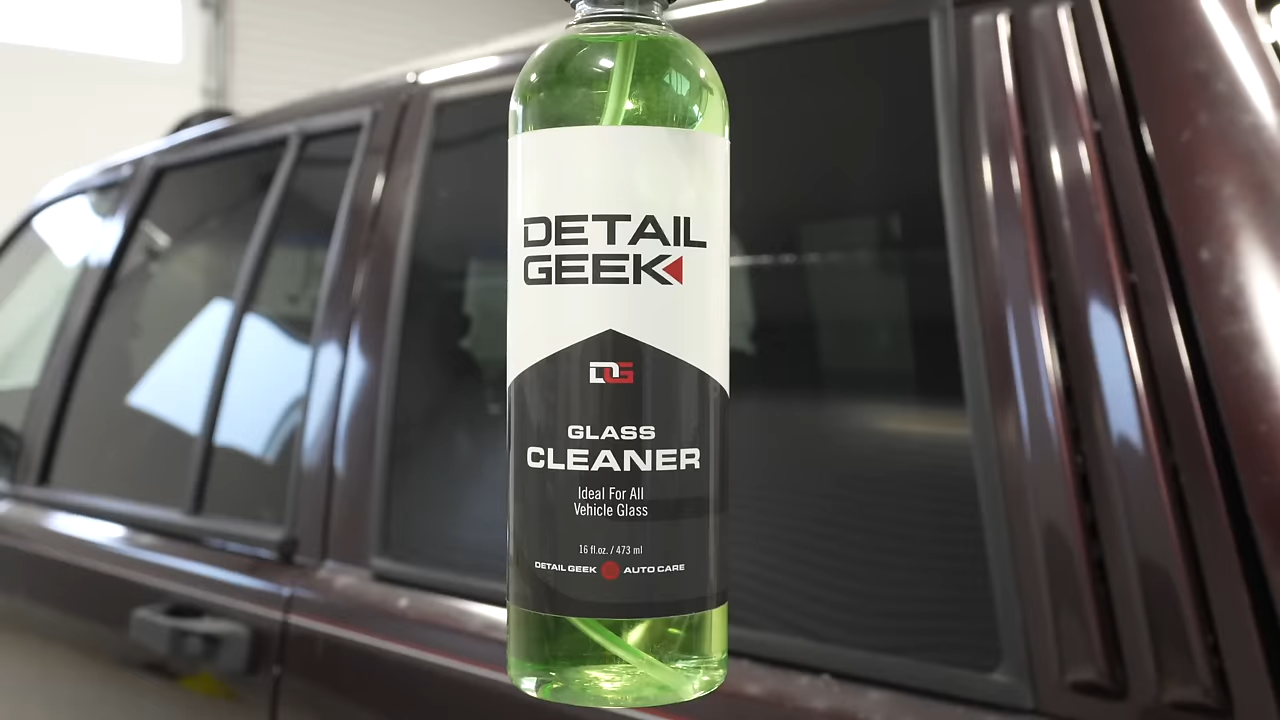 DETAIL
GEEK
DG
GLASS
CLEANER
Ideal For All
Vehicle Glass
16 fl.oz. / 473 ml
DETAIL GEEK AUTO CARE